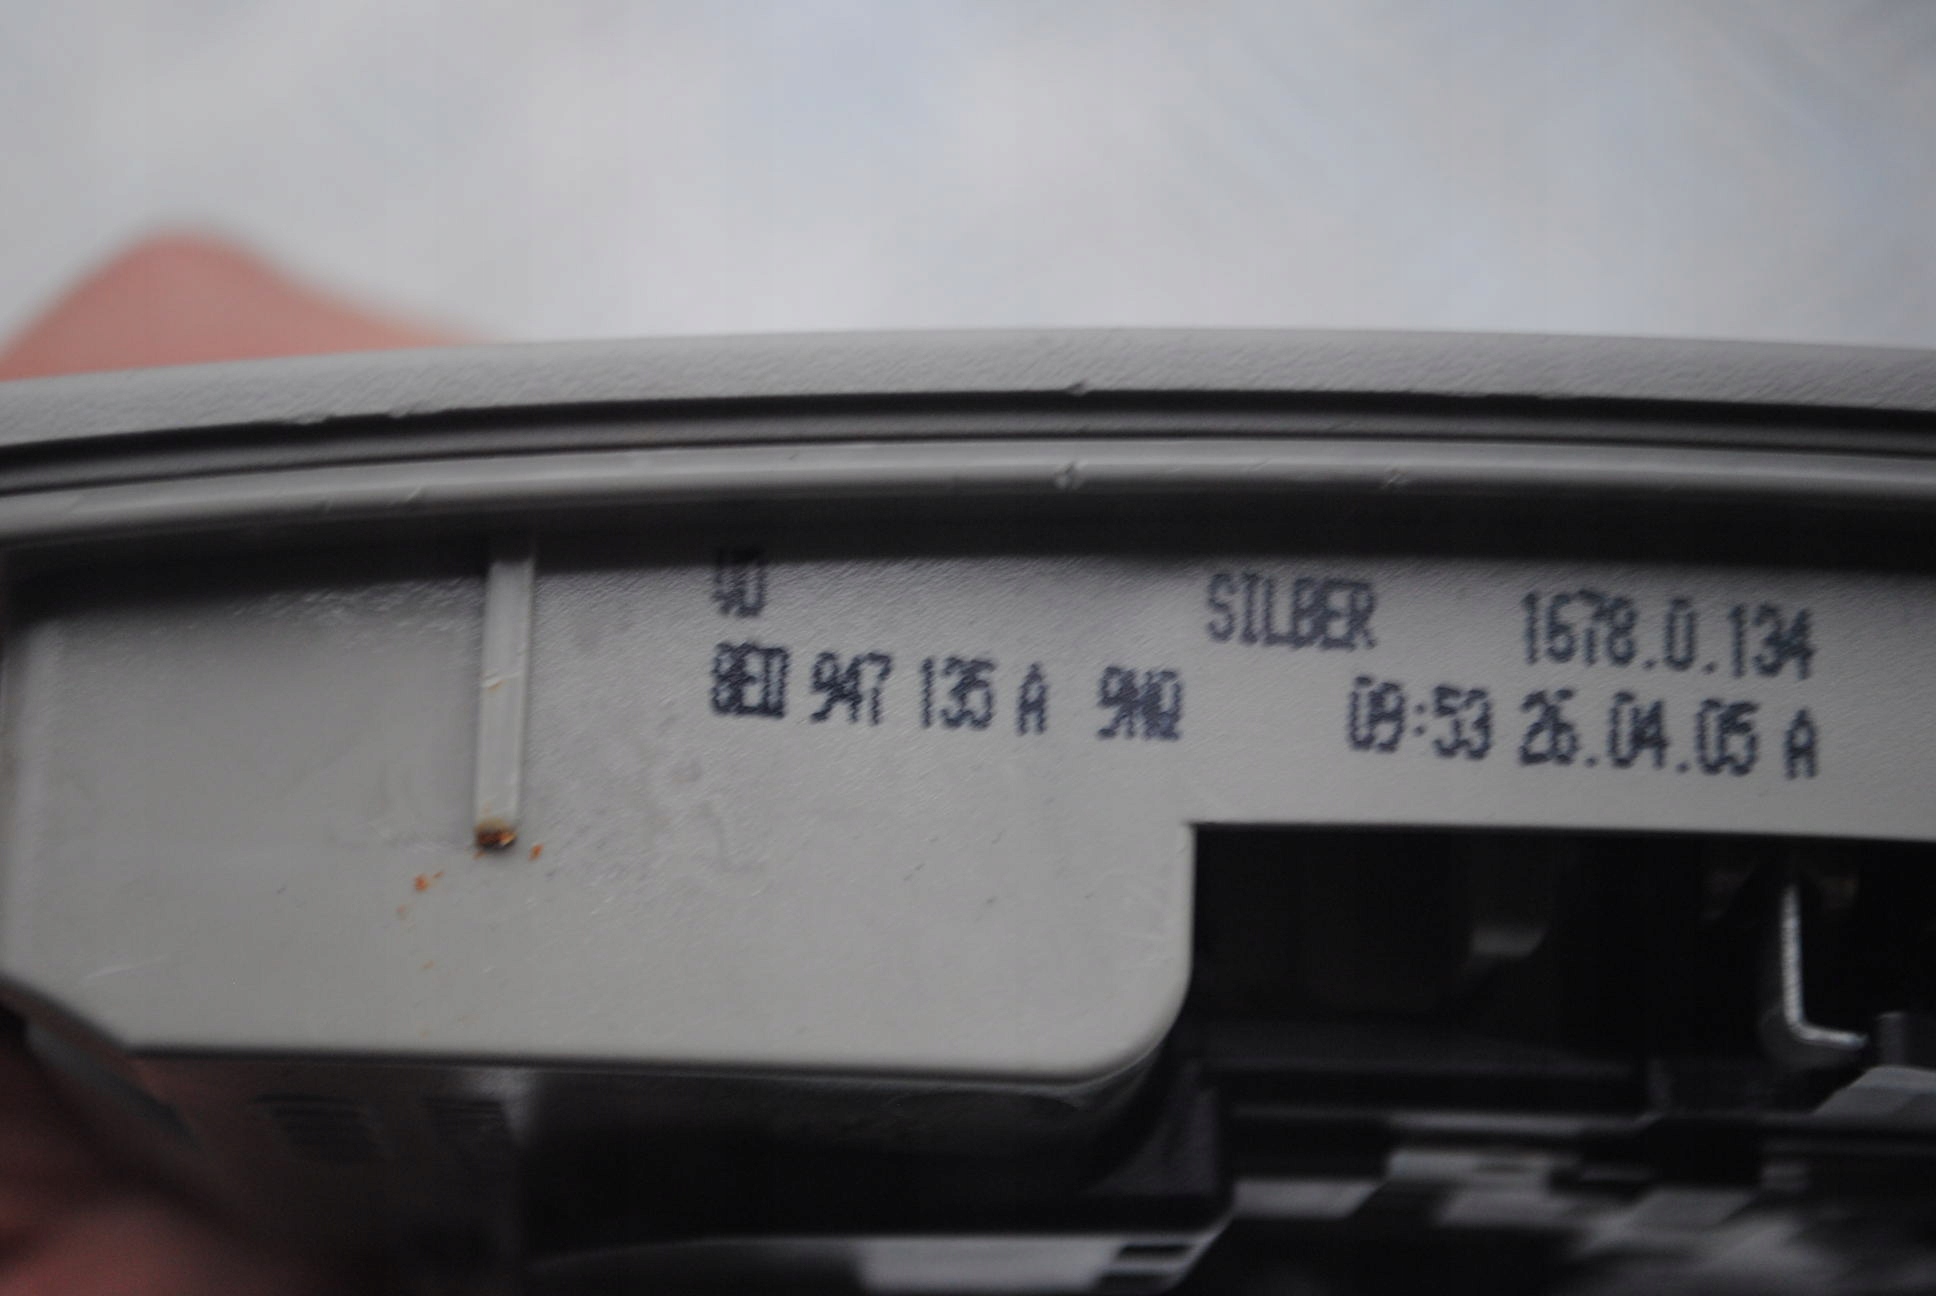 SILBER 1678.0.134
8E0 947 135 A 9NQ 09:53 26.04.05 A